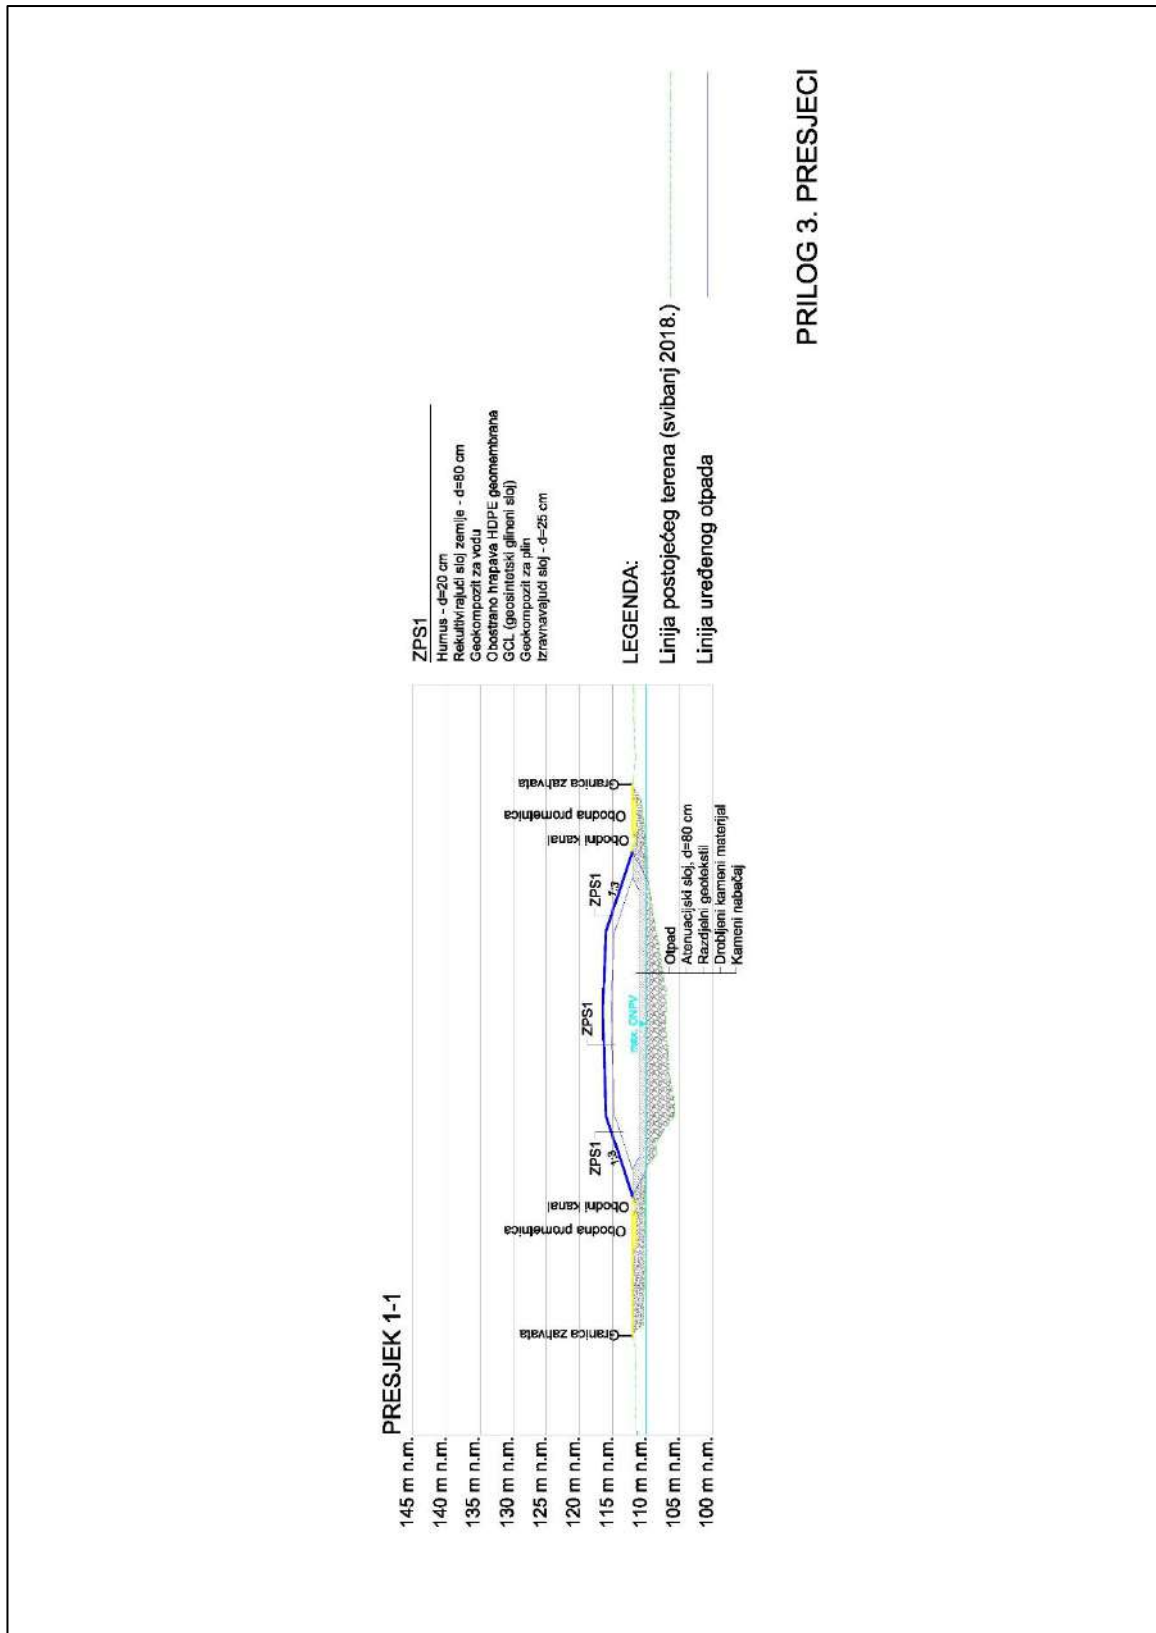 PRESJEK 1-1
145 m n.m.
140 m n.m.
135 m n.m.
130 m n.m.
125 m n.m.
120 m n.m.
115 m n.m.
110 m n.m.
105 m n.m.
100 m n.m.
Granica zahvata
Obodna prometnica
Obodni kanal
ZPS1
1:3
ZPS1
ZPS1
1:3
Obodni kanal
Obodna prometnica
Granica zahvata
max. DNPV
Otpad
Atenuacijski sloj, d=80 cm
Razdjelni geotekstil
Drobljeni kameni materijal
Kameni nabačaj
ZPS1
Humus - d=20 cm
Rekultivirajući sloj zemlje - d=80 cm
Geokompozit za vodu
Obostrano hrapava HDPE geomembrana
GCL (geosintetski glineni sloj)
Geokompozit za plin
Izravnavajući sloj - d=25 cm
LEGENDA:
Linija postojećeg terena (svibanj 2018.)
Linija uređenog otpada
PRILOG 3. PRESJECI